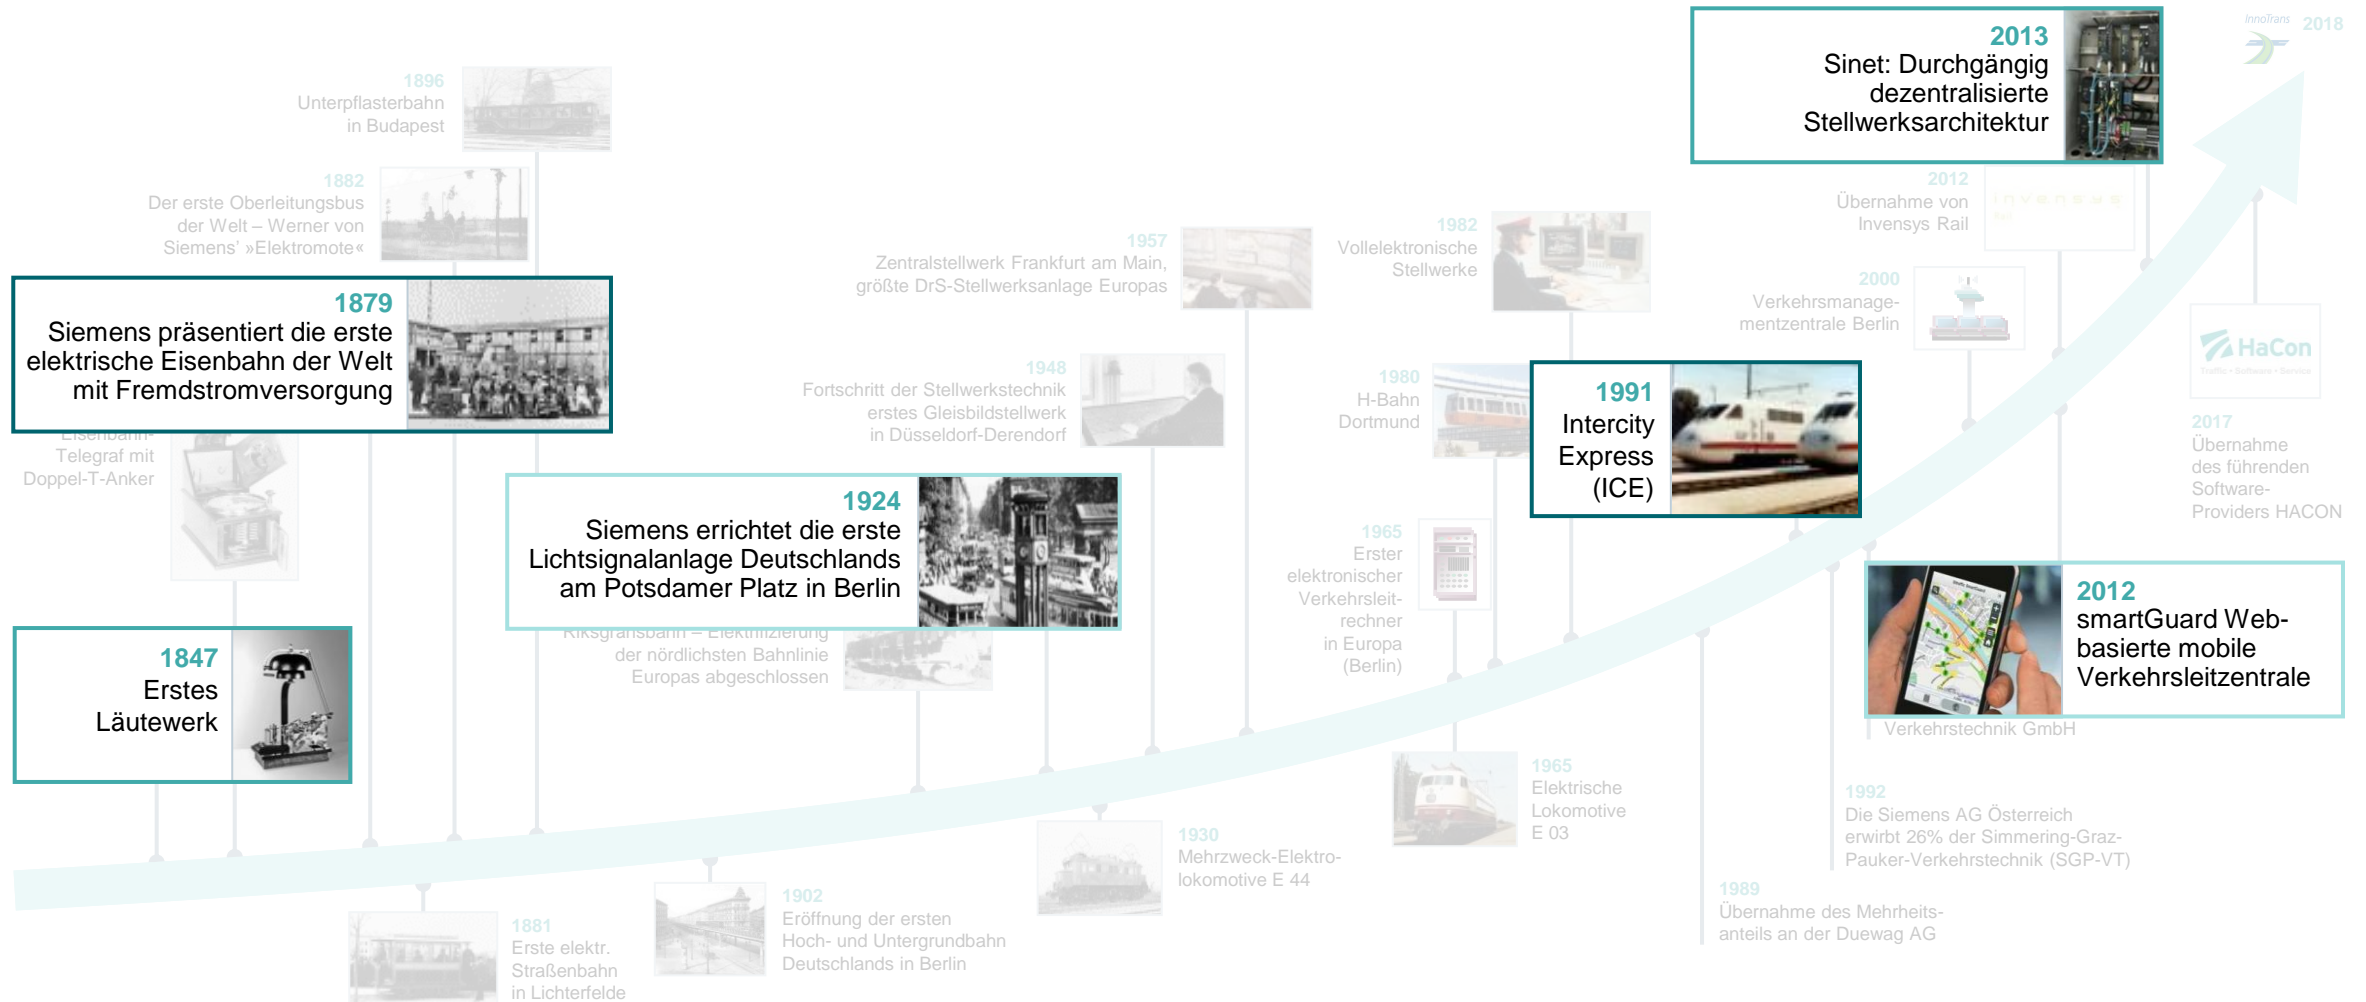 InnoTrans
2018
2013
Sinet: Durchgängig
dezentralisierte
Stellwerksarchitektur
1896
Unterpflasterbahn
in Budapest
1882
Der erste Oberleitungsbus
der Welt – Werner von
Siemens’ »Elektromote«
1957
Zentralstellwerk Frankfurt am Main,
größte DrS-Stellwerksanlage Europas
1982
Vollelektronische
Stellwerke
2012
Übernahme von
Invensys Rail
invensys
2000
Verkehrsmanage-
mentzentrale Berlin
1879
Siemens präsentiert die erste
elektrische Eisenbahn der Welt
mit Fremdstromversorgung
1948
Fortschritt der Stellwerkstechnik
erstes Gleisbildstellwerk
in Düsseldorf-Derendorf
1980
H-Bahn
Dortmund
1991
Intercity
Express
(ICE)
HaCon
Traffic • Software • Service
2017
Übernahme
des führenden
Software-
Providers HACON
Eisenbahn-
Telegraf mit
Doppel-T-Anker
1924
Siemens errichtet die erste
Lichtsignalanlage Deutschlands
am Potsdamer Platz in Berlin
1965
Erster
elektronischer
Verkehrsleit-
rechner
in Europa
(Berlin)
2012
smartGuard Web-
basierte mobile
Verkehrsleitzentrale
1847
Erstes
Läutewerk
Riksgränsbahn – Elektrifizierung
der nördlichsten Bahnlinie
Europas abgeschlossen
Verkehrstechnik GmbH
1965
Elektrische
Lokomotive
E 03
1992
Die Siemens AG Österreich
erwirbt 26% der Simmering-Graz-
Pauker-Verkehrstechnik (SGP-VT)
1930
Mehrzweck-Elektro-
lokomotive E 44
1989
Übernahme des Mehrheits-
anteils an der Duewag AG
1902
Eröffnung der ersten
Hoch- und Untergrundbahn
Deutschlands in Berlin
1881
Erste elektr.
Straßenbahn
in Lichterfelde